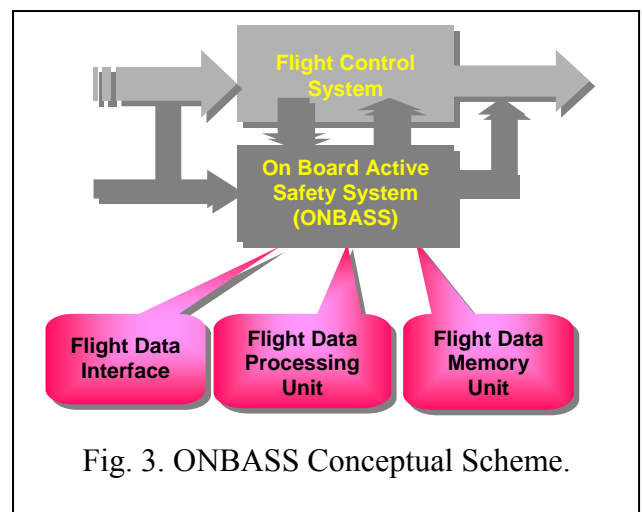 Flight Control
System
On Board Active
Safety System
(ONBASS)
Flight Data
Interface
Flight Data
Processing
Unit
Flight Data
Memory
Unit
Fig. 3. ONBASS Conceptual Scheme.